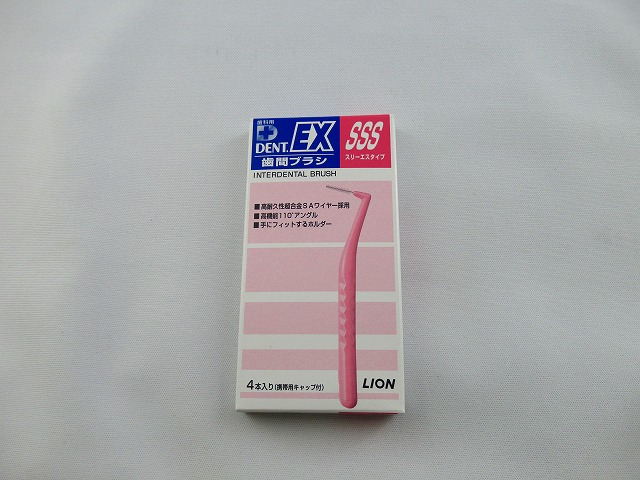 歯科用
DENT.EX
歯間ブラシ
SSS
スリーエスタイプ
INTERDENTAL BRUSH
■高耐久性超合金SAワイヤー採用
■高機能110°アングル
■手にフィットするホルダー
4本入り(携帯用キャップ付)
LION